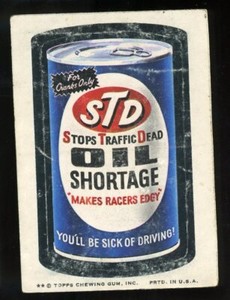 For
Cranks Only
STD
STOPS TRAFFIC DEAD
OIL
SHORTAGE
"MAKES RACERS EDGY"
YOU'LL BE SICK OF DRIVING!
© TOPPS CHEWING GUM, INC. PRTD. IN U.S.A.